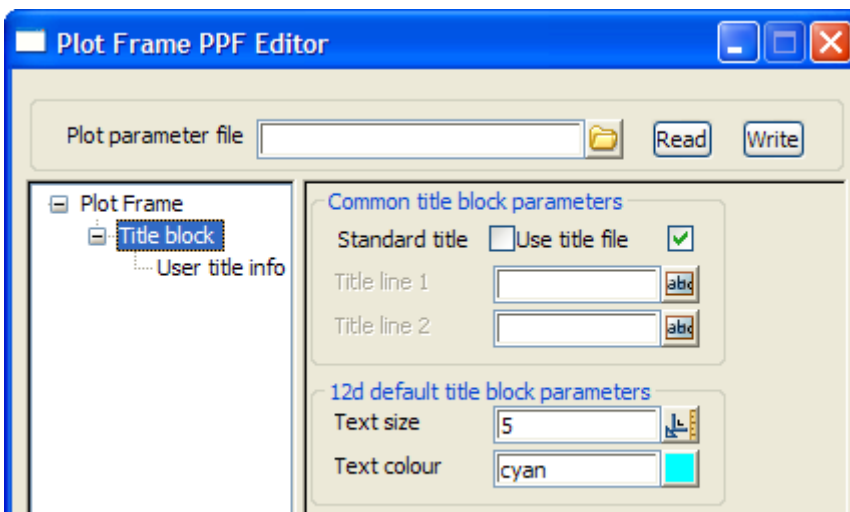 Plot Frame PPF Editor
Plot parameter file Read Write
Plot Frame
Title block
User title info
Common title block parameters
Standard title Use title file
Title line 1 abc
Title line 2 abc
12d default title block parameters
Text size 5
Text colour cyan